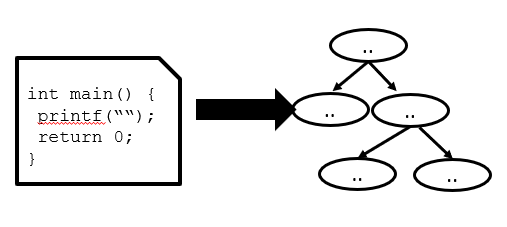 int main() {
printf(““);
return 0;
}
..
..
..
..
..